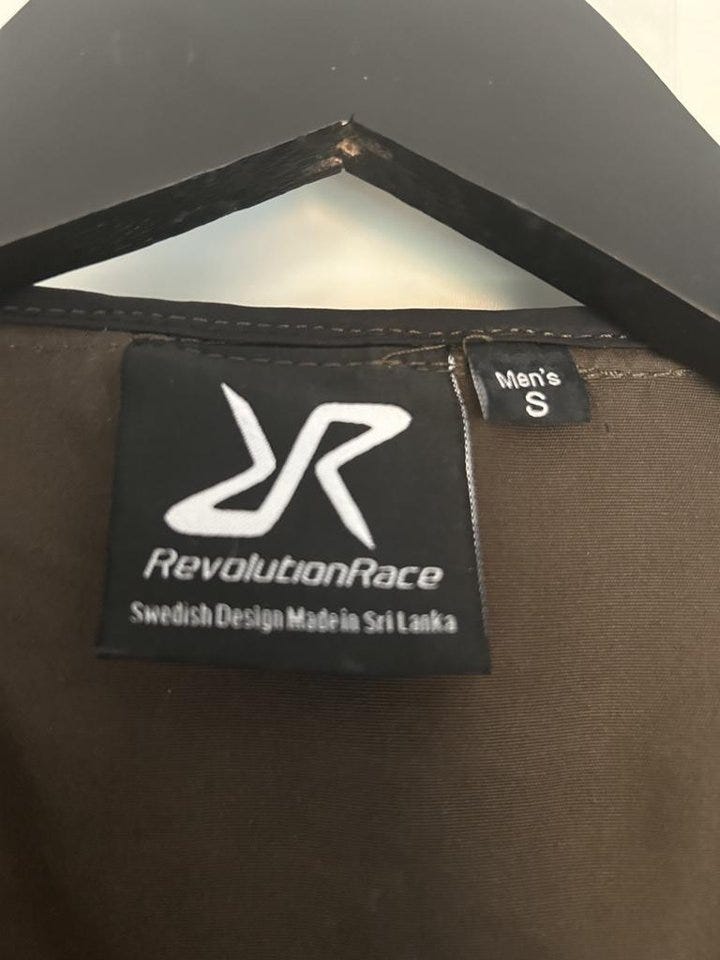 Men's
S
RevolutionRace
Swedish Design Made in Sri Lanka